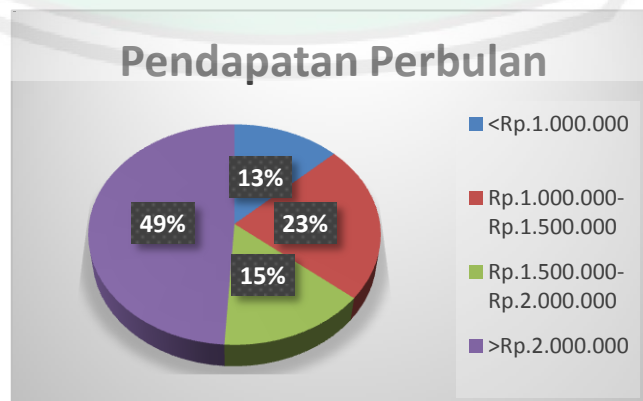 Pendapatan Perbulan
13%
23%
15%
49%
<Rp.1.000.000
Rp.1.000.000-
Rp.1.500.000
Rp.1.500.000-
Rp.2.000.000
>Rp.2.000.000